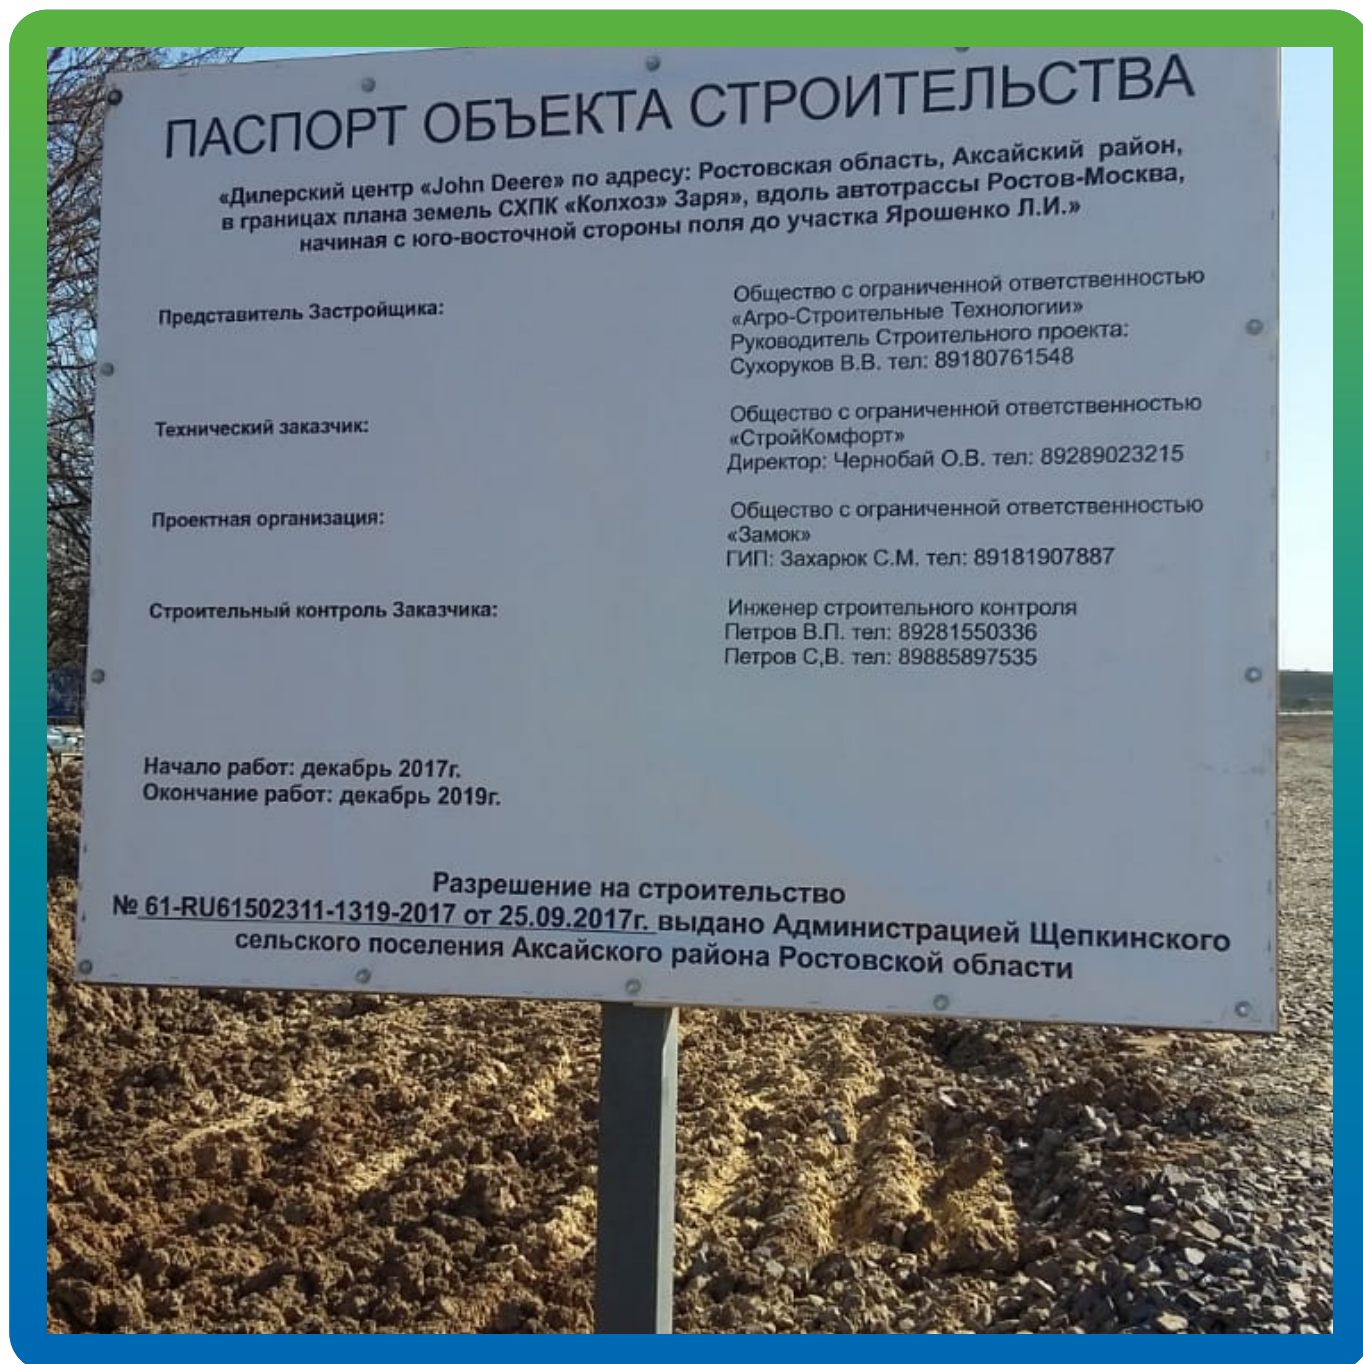 ПАСПОРТ ОБЪЕКТА СТРОИТЕЛЬСТВА
«Дилерский центр «John Deere» по адресу: Ростовская область, Аксайский район,
в границах плана земель СХПК «Колхоз» Заря», вдоль автотрассы Ростов-Москва,
начиная с юго-восточной стороны поля до участка Ярошенко Л.И.»
Представитель Застройщика:
Общество с ограниченной ответственностью
«Агро-Строительные Технологии»
Руководитель Строительного проекта:
Сухоруков В.В. тел: 89180761548
Технический заказчик:
Общество с ограниченной ответственностью
«СтройКомфорт»
Директор: Чернобай О.В. тел: 89289023215
Проектная организация:
Общество с ограниченной ответственностью
«Замок»
ГИП: Захарюк С.М. тел: 89181907887
Строительный контроль Заказчика:
Инженер строительного контроля
Петров В.П. тел: 89281550336
Петров С,В. тел: 89885897535
Начало работ: декабрь 2017г.
Окончание работ: декабрь 2019г.
Разрешение на строительство
№ 61-RU61502311-1319-2017 от 25.09.2017г. выдано Администрацией Щепкинского
сельского поселения Аксайского района Ростовской области